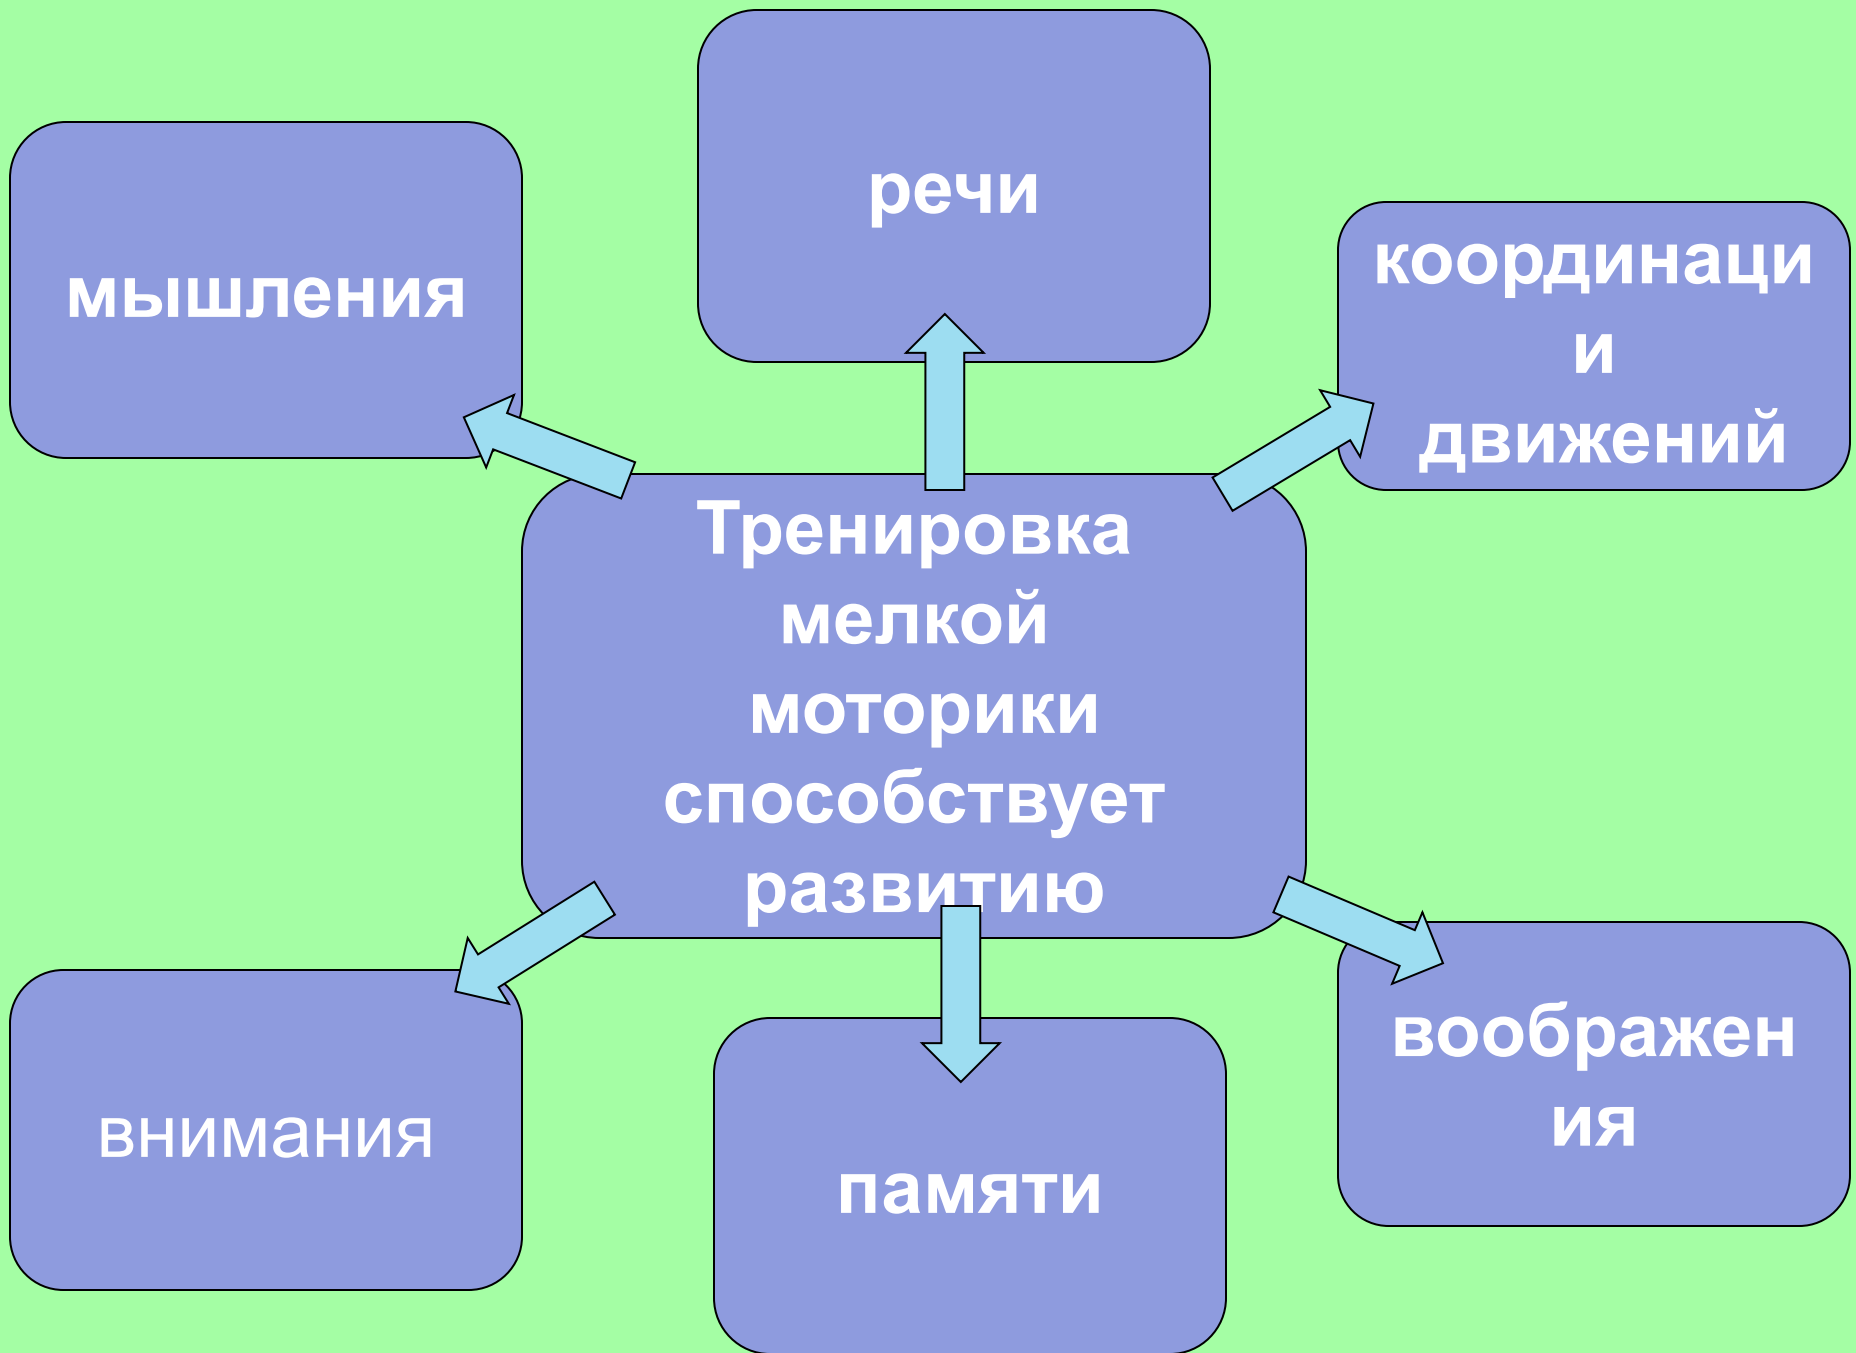 речи
мышления
координаци
и
движений
Тренировка
мелкой
моторики
способствует
развитию
воображен
ия
внимания
памяти